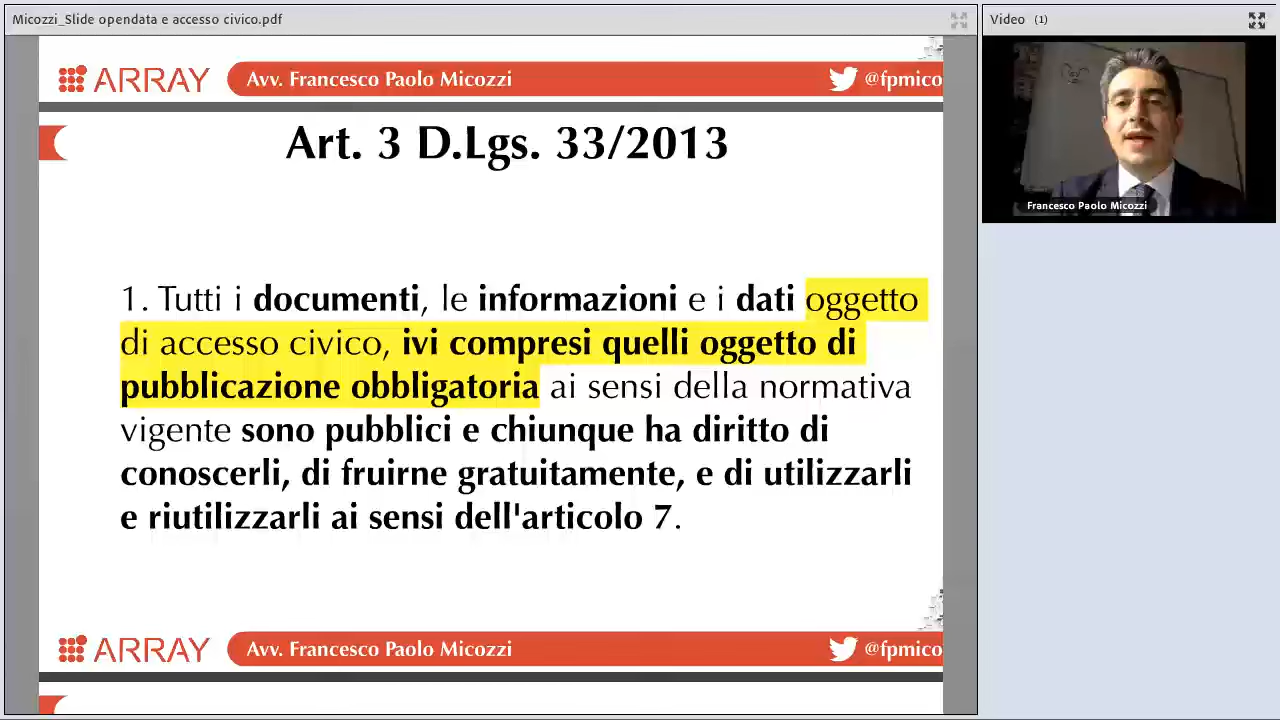 Micozzi_Slide opendata e accesso civico.pdf
Video (1)
ARRAY
Avv. Francesco Paolo Micozzi
@fpmico
Art. 3 D.Lgs. 33/2013
Francesco Paolo Micozzi
1. Tutti i documenti, le informazioni e i dati oggetto
di accesso civico, ivi compresi quelli oggetto di
pubblicazione obbligatoria ai sensi della normativa
vigente sono pubblici e chiunque ha diritto di
conoscerli, di fruirne gratuitamente, e di utilizzarli
e riutilizzarli ai sensi dell'articolo 7.
ARRAY
Avv. Francesco Paolo Micozzi
@fpmico